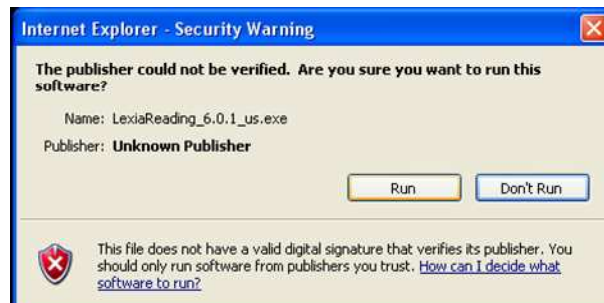 Internet Explorer - Security Warning
The publisher could not be verified. Are you sure you want to run this
software?
Name: LexiaReading_6.0.1_us.exe
Publisher: Unknown Publisher
Run Don't Run
This file does not have a valid digital signature that verifies its publisher. You
should only run software from publishers you trust. How can I decide what
software to run?